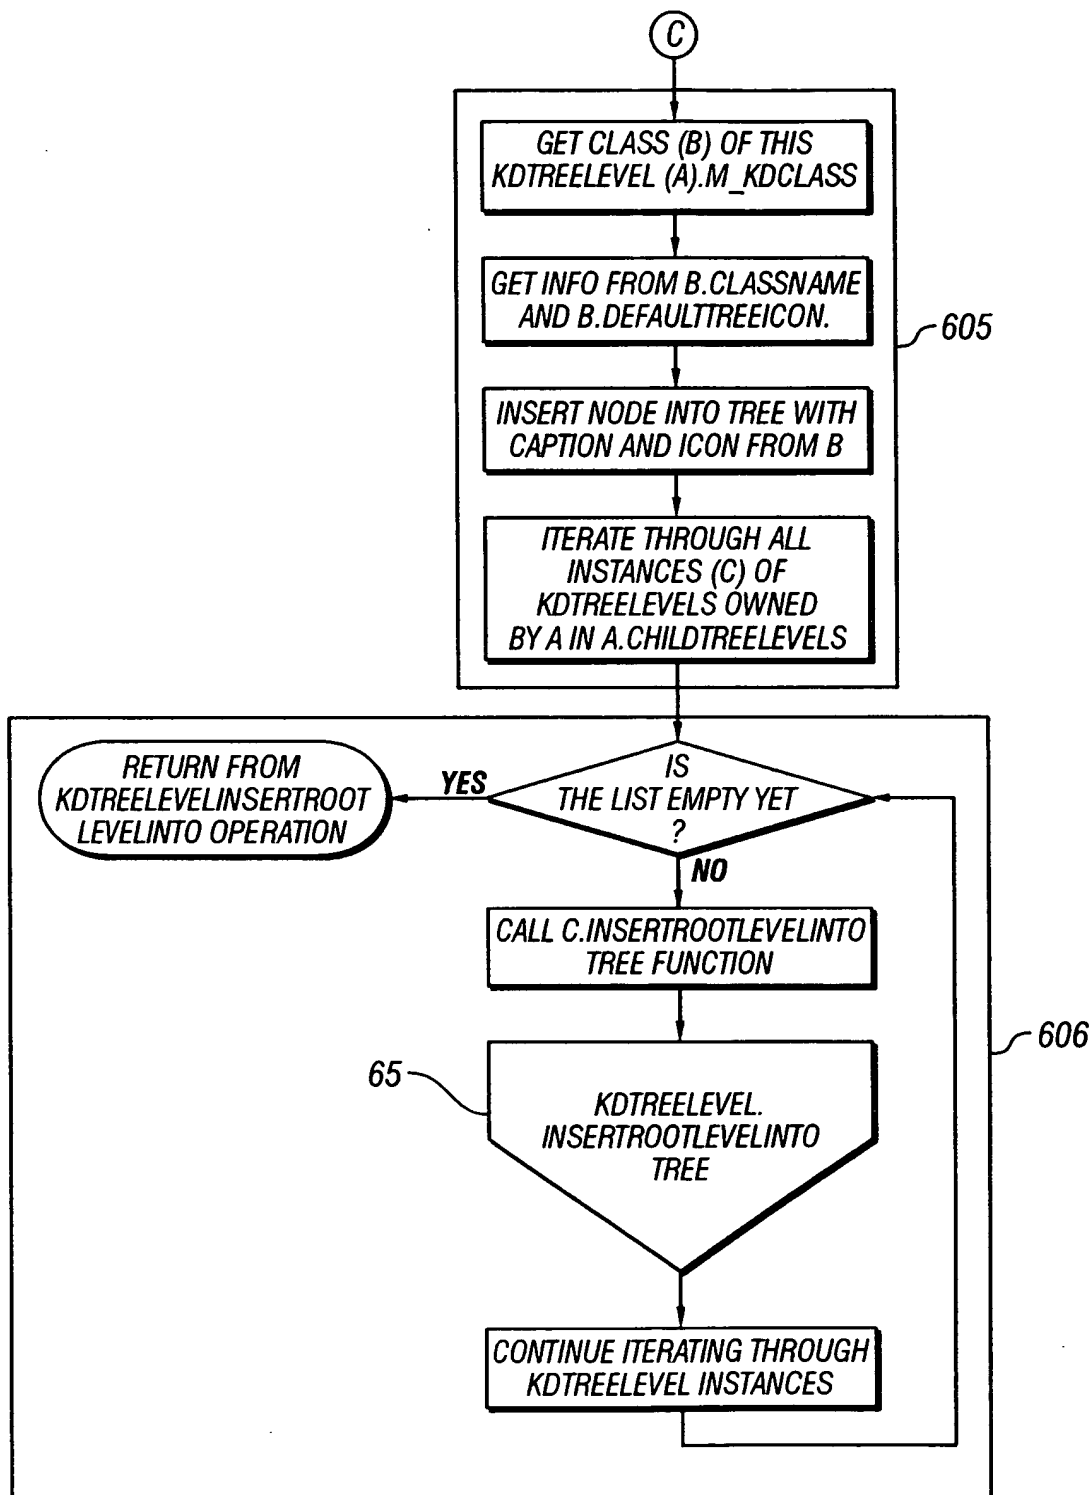 C
GET CLASS (B) OF THIS
KDTREELEVEL (A).M_KDCLASS
GET INFO FROM B.CLASSNAME
AND B.DEFAULTTREEICON.
605
INSERT NODE INTO TREE WITH
CAPTION AND ICON FROM B
ITERATE THROUGH ALL
INSTANCES (C) OF
KDTREELEVELS OWNED
BY A IN A.CHILDTREELEVELS
IS
THE LIST EMPTY YET
?
YES
RETURN FROM
KDTREELEVELINSERTROOT
LEVELINTO OPERATION
NO
CALL C.INSERTROOTLEVELINTO
TREE FUNCTION
606
65
KDTREELEVEL.
INSERTROOTLEVELINTO
TREE
CONTINUE ITERATING THROUGH
KDTREELEVEL INSTANCES